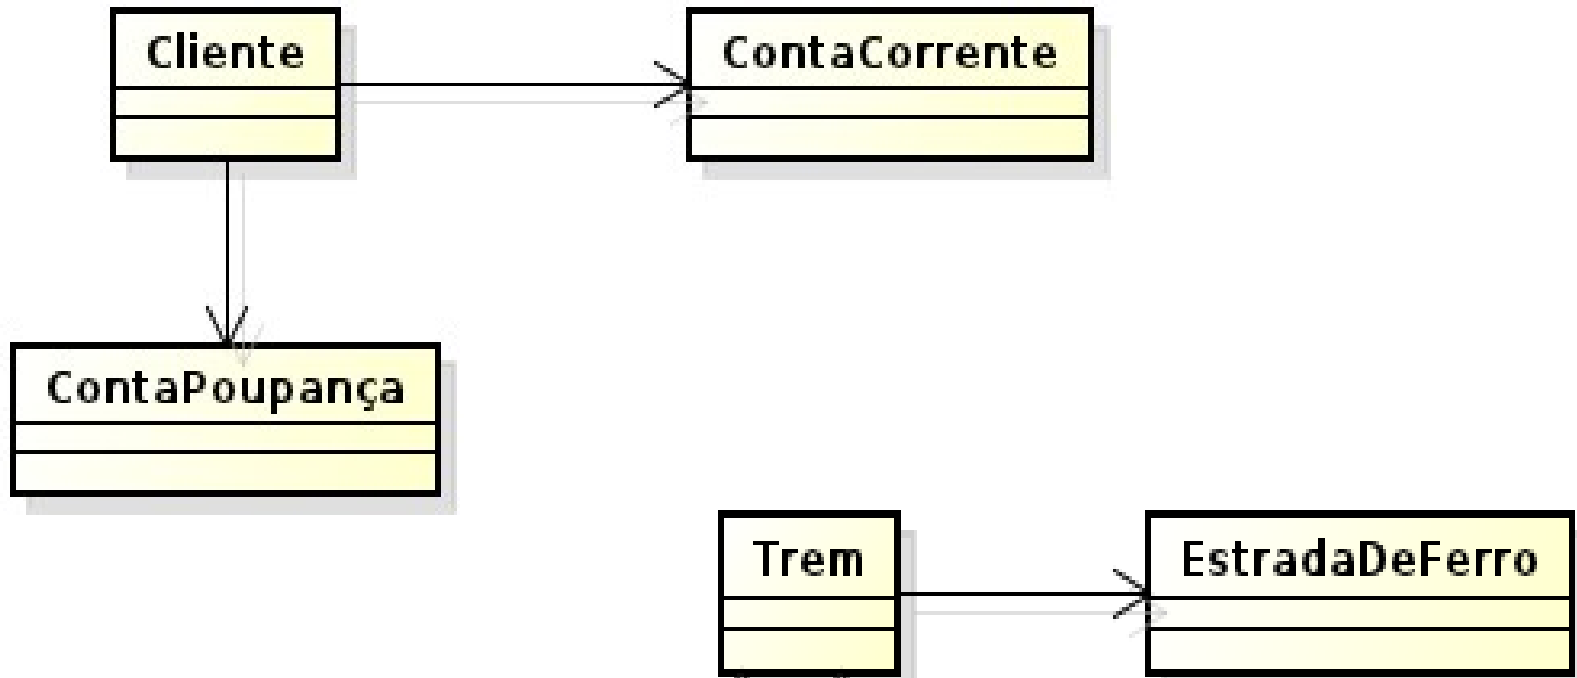 Cliente
ContaCorrente
ContaPoupança
Trem
EstradaDeFerro